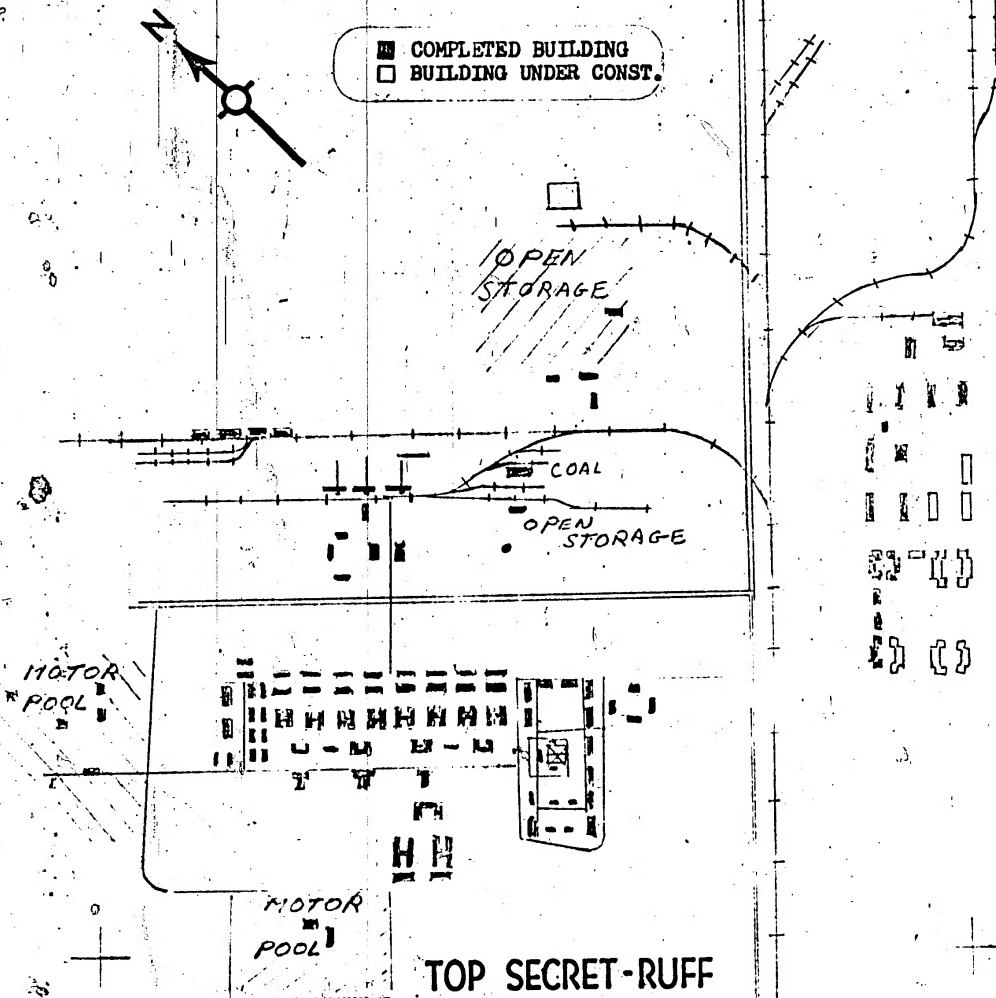 N
COMPLETED BUILDING
BUILDING UNDER CONST.
OPEN
STORAGE
COAL
OPEN
STORAGE
MOTOR
POOL
MOTOR
POOL
TOP SECRET-RUFF